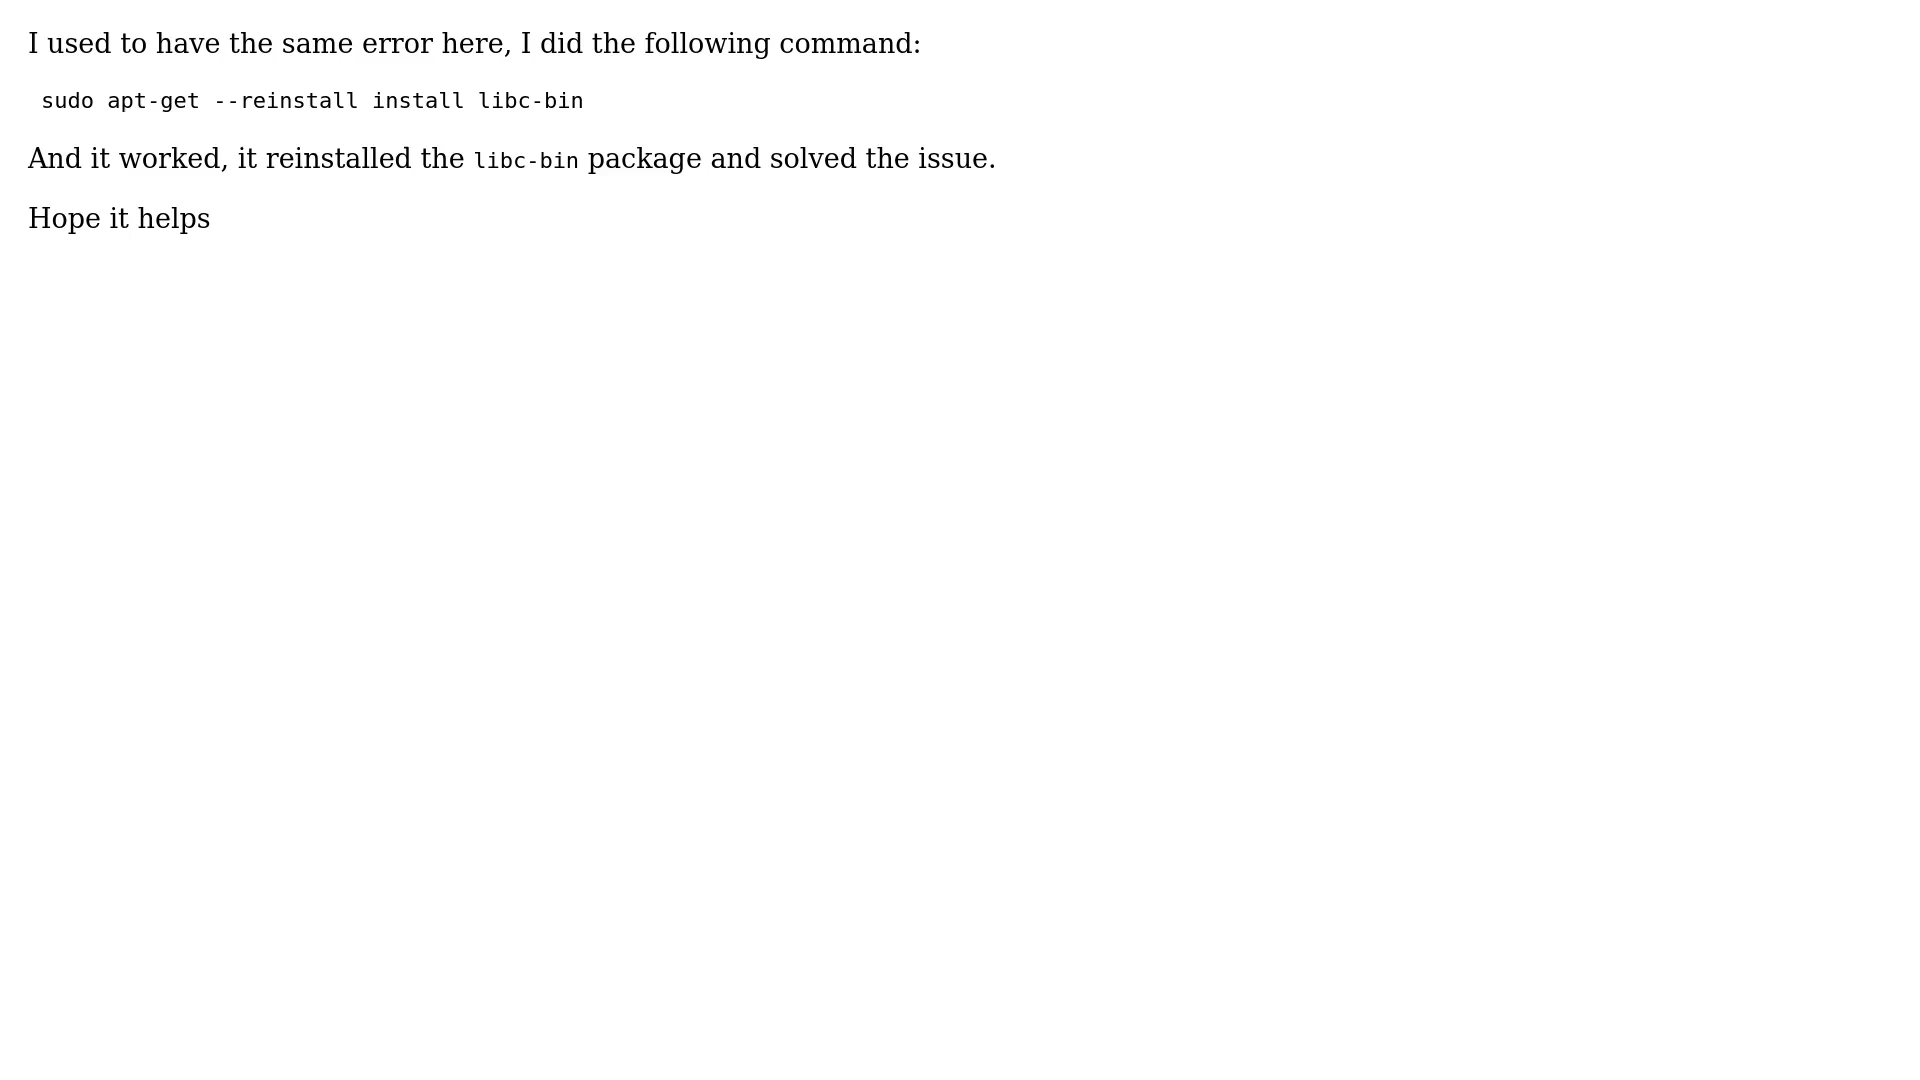 I used to have the same error here, I did the following command:
sudo apt-get --reinstall install libc-bin
And it worked, it reinstalled the libc-bin package and solved the issue.
Hope it helps